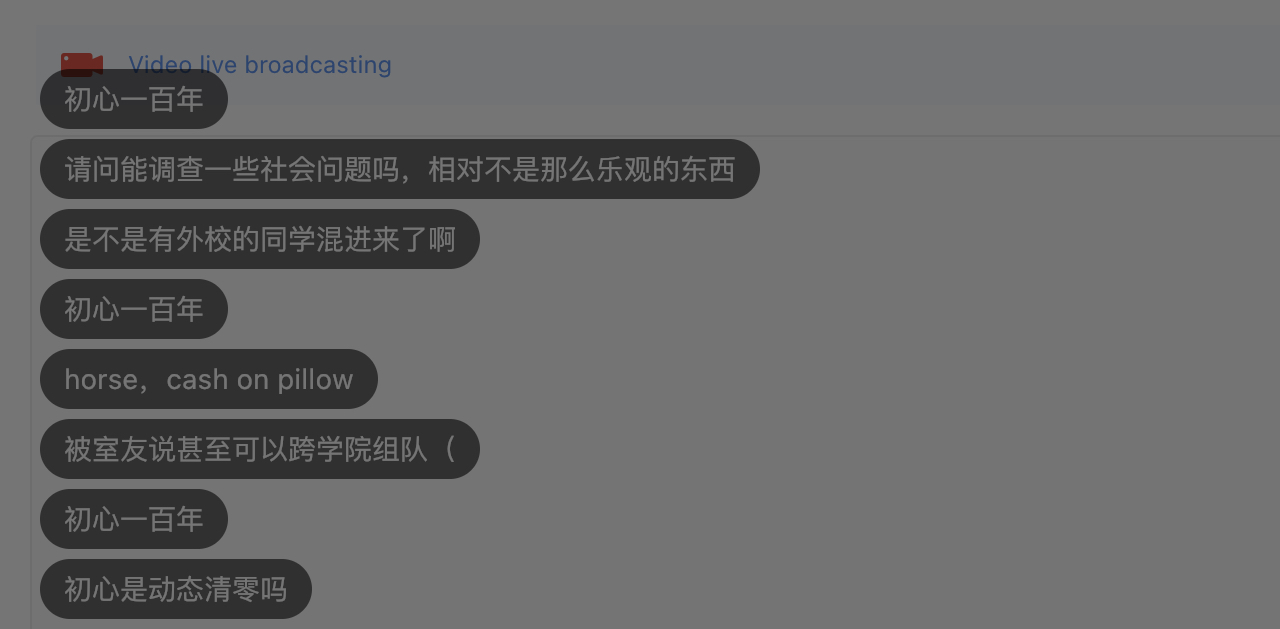 Video live broadcasting
初心一百年
请问能调查一些社会问题吗，相对不是那么乐观的东西
是不是有外校的同学混进来了啊
初心一百年
horse，cash on pillow
被室友说甚至可以跨学院组队（
初心一百年
初心是动态清零吗